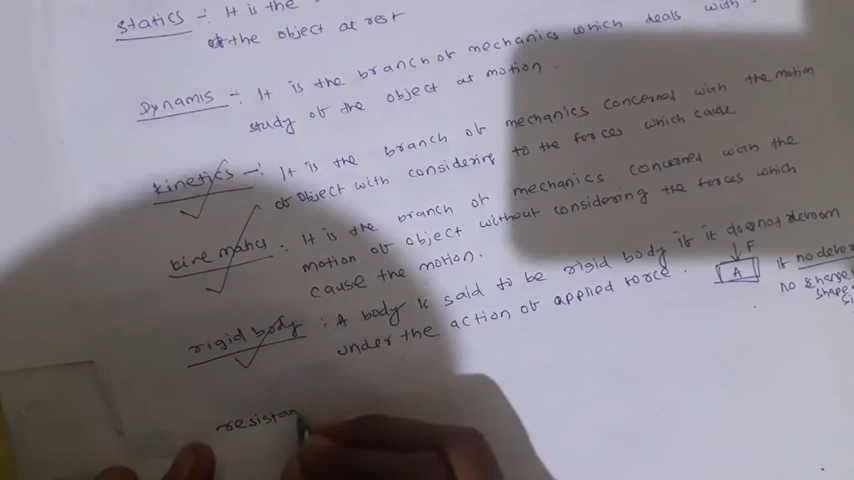 Statics -: It is the
of the object at rest
Dynamis -: It is the branch of mechanics which deals with
study of the object at motion.
kinetics -: It is the branch of mechanics concerned with the motion
of object with considering to the forces which cause
kinematics : It is the branch of mechanics concerned with the
motion of object without considering the forces which
cause the motion.
rigid body : A body is said to be rigid body if it does not deform
under the action of applied force.
F
A
If no defor
no change
shape
si
resistan